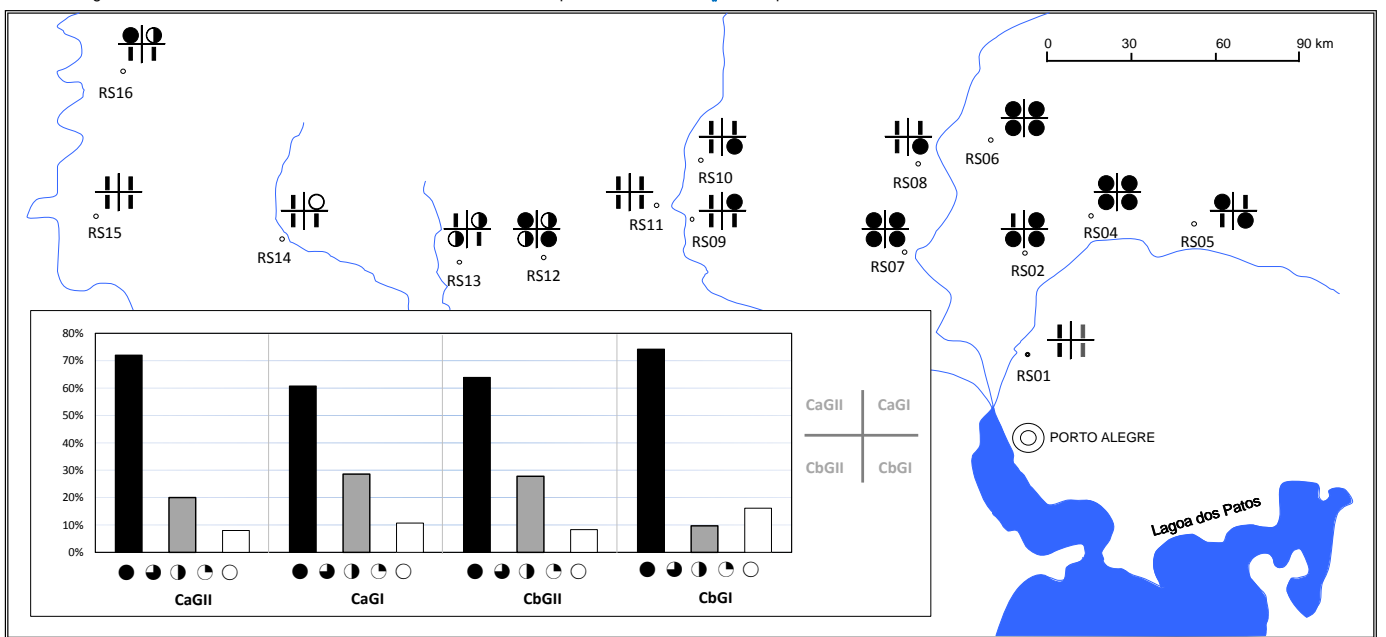 0 30 60 90 km
RS16
RS10
RS08
RS06
RS15
RS14
RS13
RS12
RS11
RS09
RS07
RS02
RS04
RS05
RS01
PORTO ALEGRE
Lagoa dos Patos
80%
70%
60%
50%
40%
30%
20%
10%
0%
CaGII CaGI CbGII CbGI
CaGII CaGI
CbGII CbGI